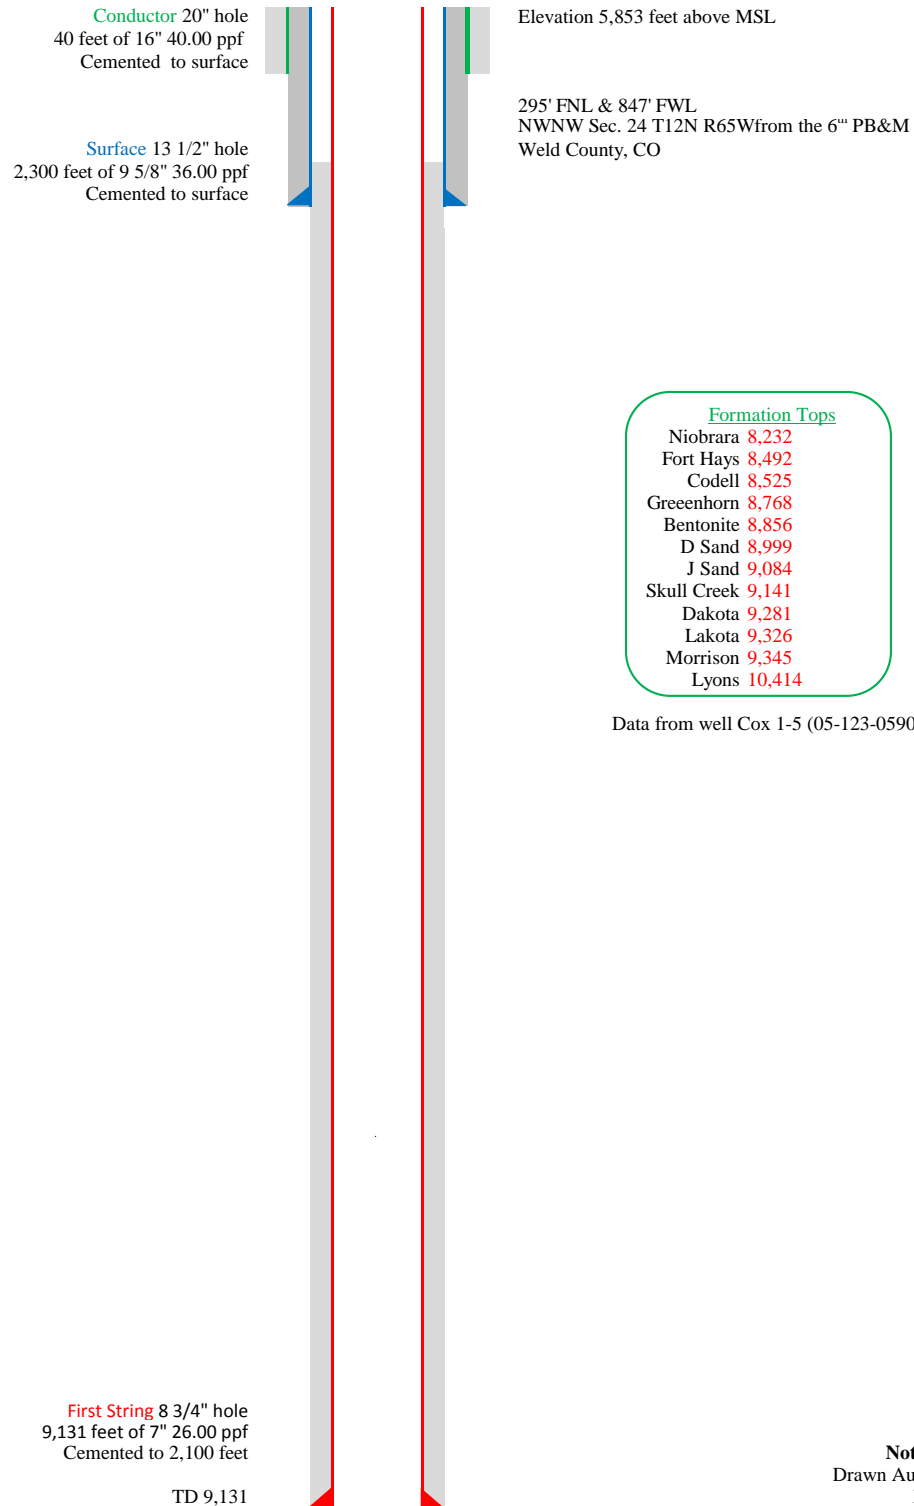 Conductor 20" hole
40 feet of 16" 40.00 ppf
Cemented to surface
Elevation 5,853 feet above MSL
295' FNL & 847' FWL
NWNW Sec. 24 T12N R65Wfrom the 6th PB&M
Weld County, CO
Surface 13 1/2" hole
2,300 feet of 9 5/8" 36.00 ppf
Cemented to surface
Formation Tops
Niobrara 8,232
Fort Hays 8,492
Codell 8,525
Greeenhorn 8,768
Bentonite 8,856
D Sand 8,999
J Sand 9,084
Skull Creek 9,141
Dakota 9,281
Lakota 9,326
Morrison 9,345
Lyons 10,414
Data from well Cox 1-5 (05-123-0590
First String 8 3/4" hole
9,131 feet of 7" 26.00 ppf
Cemented to 2,100 feet
TD 9,131
Not
Drawn Au